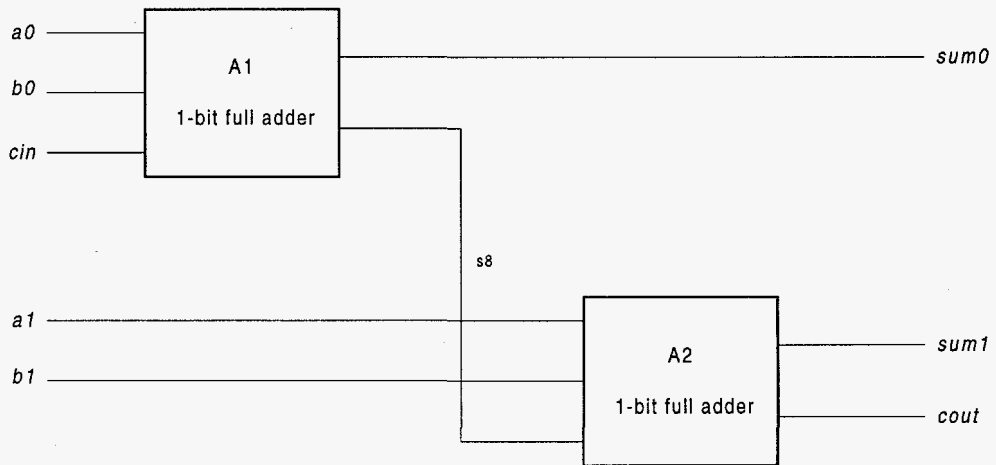 a0
b0
cin
A1
1-bit full adder
sum0
s8
a1
b1
A2
1-bit full adder
sum1
cout